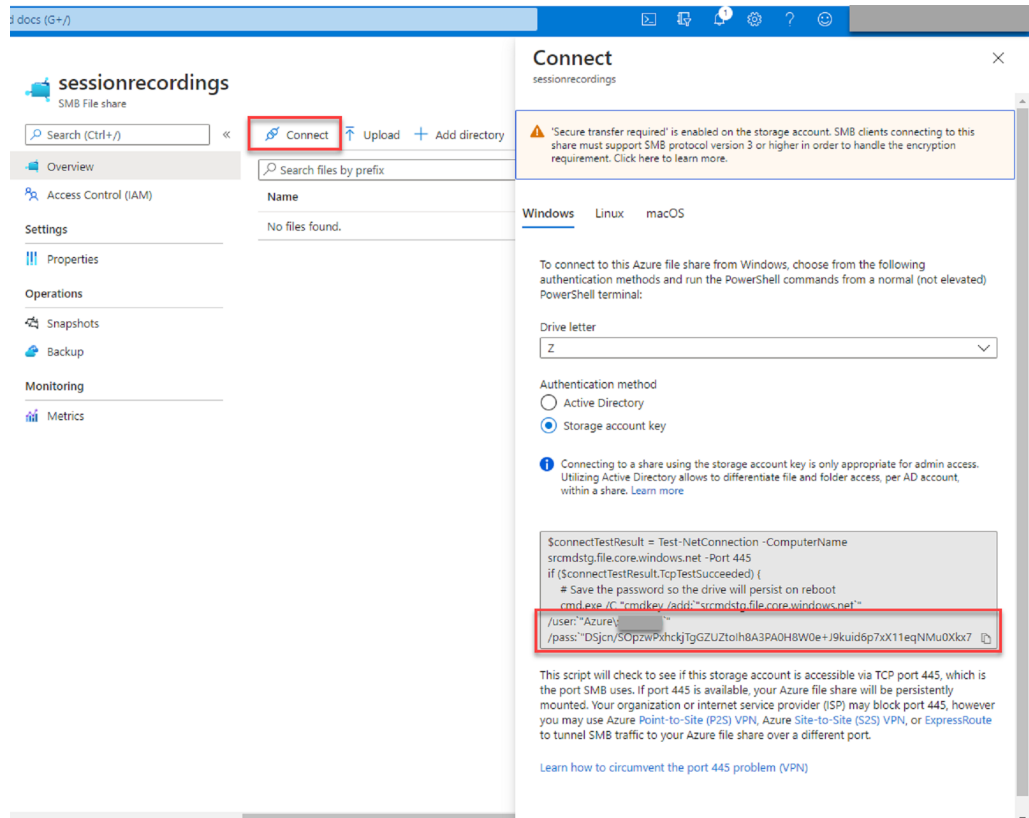 d docs (G+/)
1
sessionrecordings
SMB File share
Search (Ctrl+/)
«
Overview
Access Control (IAM)
Settings
Properties
Operations
Snapshots
Backup
Monitoring
Metrics
Connect
Upload
Add directory
Search files by prefix
Name
No files found.
Connect
sessionrecordings
'Secure transfer required' is enabled on the storage account. SMB clients connecting to this
share must support SMB protocol version 3 or higher in order to handle the encryption
requirement. Click here to learn more.
Windows Linux macOS
To connect to this Azure file share from Windows, choose from the following
authentication methods and run the PowerShell commands from a normal (not elevated)
PowerShell terminal:
Drive letter
Z
Authentication method
Active Directory
Storage account key
Connecting to a share using the storage account key is only appropriate for admin access.
Utilizing Active Directory allows to differentiate file and folder access, per AD account,
within a share. Learn more
$connectTestResult = Test-NetConnection -ComputerName
srcmdstg.file.core.windows.net -Port 445
if ($connectTestResult.TcpTestSucceeded) {
# Save the password so the drive will persist on reboot
cmd.exe /C "cmdkey /add:`"srcmdstg.file.core.windows.net`"
/user:`"Azure\ `"
/pass:`"DSjcn/SOpzwPxhckjTgGZUZtoIh8A3PA0H8W0e+J9kuid6p7xX11eqNMu0Xkx7
This script will check to see if this storage account is accessible via TCP port 445, which is
the port SMB uses. If port 445 is available, your Azure file share will be persistently
mounted. Your organization or internet service provider (ISP) may block port 445, however
you may use Azure Point-to-Site (P2S) VPN, Azure Site-to-Site (S2S) VPN, or ExpressRoute
to tunnel SMB traffic to your Azure file share over a different port.
Learn how to circumvent the port 445 problem (VPN)